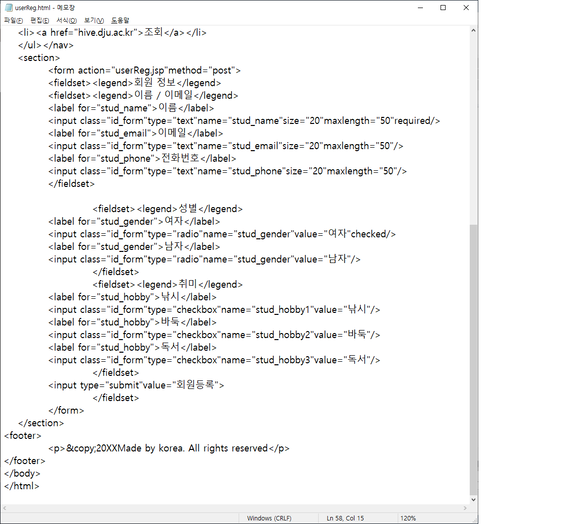 userReg.html - 메모장
파일(F) 편집(E) 서식(O) 보기(V) 도움말
<li><a href="hive.dju.ac.kr">조회</a></li>
</ul></nav>
<section>
<form action="userReg.jsp"method="post">
<fieldset><legend>회원 정보</legend>
<fieldset><legend>이름 / 이메일</legend>
<label for="stud_name">이름</label>
<input class="id_form"type="text"name="stud_name"size="20"maxlength="50"required/>
<label for="stud_email">이메일</label>
<input class="id_form"type="text"name="stud_email"size="20"maxlength="50"/>
<label for="stud_phone">전화번호</label>
<input class="id_form"type="text"name="stud_phone"size="20"maxlength="50"/>
</fieldset>
<fieldset><legend>성별</legend>
<label for="stud_gender">여자</label>
<input class="id_form"type="radio"name="stud_gender"value="여자"checked/>
<label for="stud_gender">남자</label>
<input class="id_form"type="radio"name="stud_gender"value="남자"/>
</fieldset>
<fieldset><legend>취미</legend>
<label for="stud_hobby">낚시</label>
<input class="id_form"type="checkbox"name="stud_hobby1"value="낚시"/>
<label for="stud_hobby">바둑</label>
<input class="id_form"type="checkbox"name="stud_hobby2"value="바둑"/>
<label for="stud_hobby">독서</label>
<input class="id_form"type="checkbox"name="stud_hobby3"value="독서"/>
</fieldset>
<input type="submit"value="회원등록">
</fieldset>
</form>
</section>
<footer>
<p>&copy;20XXMade by korea. All rights reserved</p>
</footer>
</body>
</html>
Windows (CRLF) Ln 58, Col 15 120%